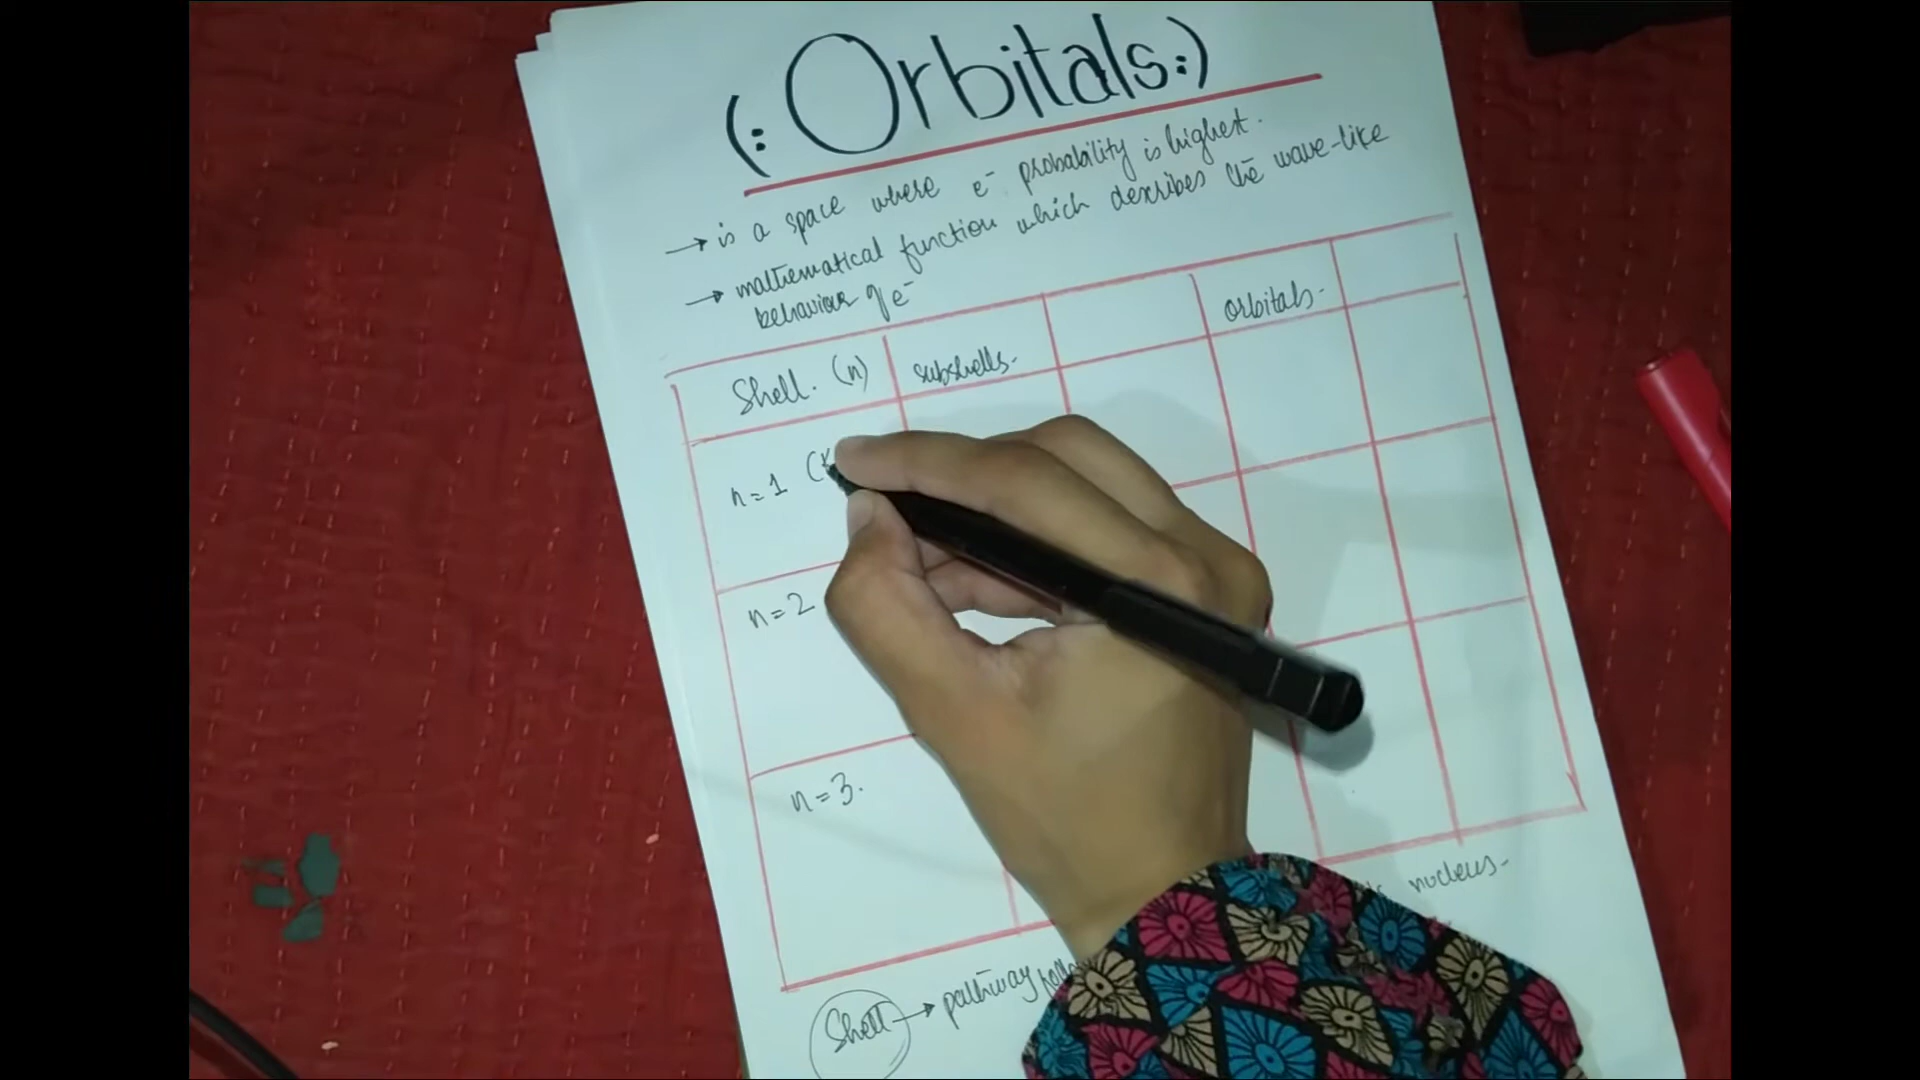 (: Orbitals :)
→ is a space where e⁻ probability is highest.
→ mathematical function which describes the wave-like
behaviour of e⁻
Shell. (n) subshells. orbitals.
n=1 (K
n=2
n=3.
Shell → pathway nucleus.